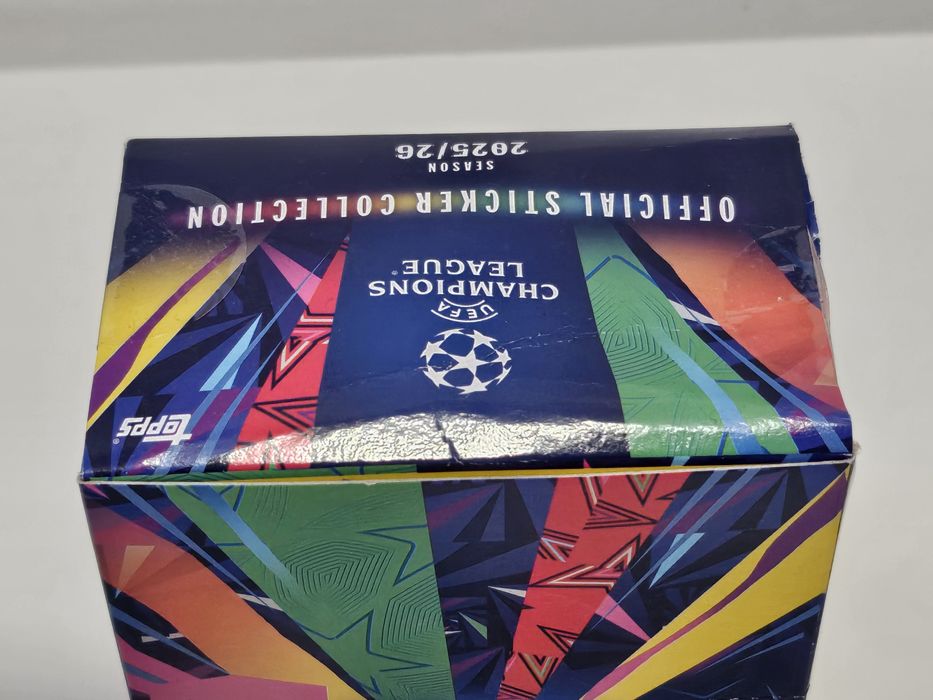 UEFA
CHAMPIONS
LEAGUE®
OFFICIAL STICKER COLLECTION
SEASON
2025/26
topps®